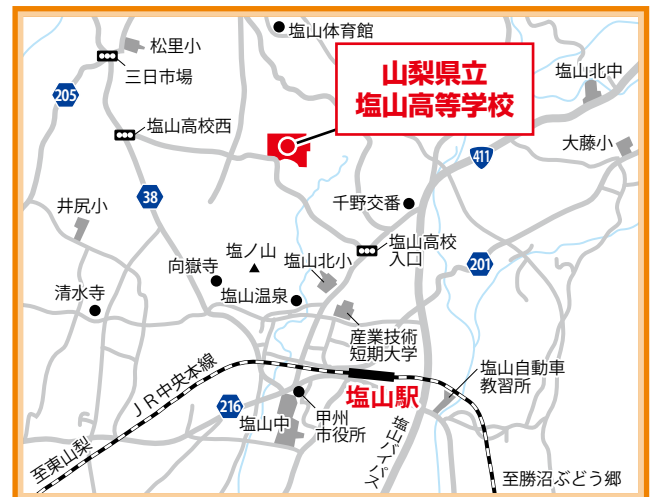 松里小
塩山体育館
三日市場
山梨県立
塩山高等学校
塩山北中
205
塩山高校西
大藤小
411
38
千野交番
井尻小
塩山高校
入口
塩ノ山
向嶽寺
塩山北小
201
清水寺
塩山温泉
産業技術
短期大学
JR中央本線
塩山自動車
教習所
塩山駅
216
塩山中
甲州
市役所
塩山バイパス
至東山梨
至勝沼ぶどう郷